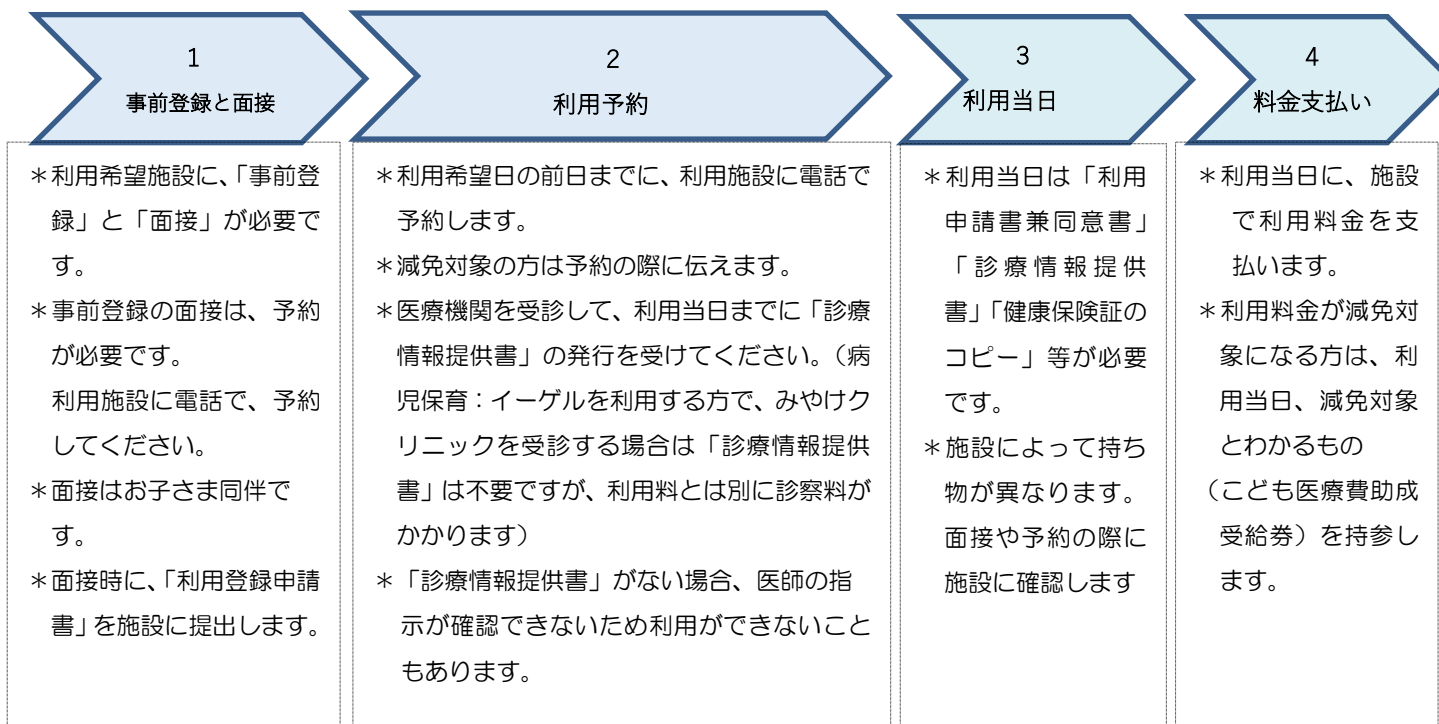 1
事前登録と面接
＊利用希望施設に、「事前登
録」と「面接」が必要で
す。
＊事前登録の面接は、予約
が必要です。
利用施設に電話で、予約
してください。
＊面接はお子さま同伴で
す。
＊面接時に、「利用登録申請
書」を施設に提出します。
2
利用予約
＊利用希望日の前日までに、利用施設に電話で
予約します。
＊減免対象の方は予約の際に伝えます。
＊医療機関を受診して、利用当日までに「診療
情報提供書」の発行を受けてください。（病
児保育：イーゲルを利用する方で、みやけク
リニックを受診する場合は「診療情報提供
書」は不要ですが、利用料とは別に診察料が
かかります）
＊「診療情報提供書」がない場合、医師の指
示が確認できないため利用ができないこと
もあります。
3
利用当日
＊利用当日は「利用
申請書兼同意書」
「診療情報提供
書」「健康保険証の
コピー」等が必要
です。
＊施設によって持ち
物が異なります。
面接や予約の際に
施設に確認します
4
料金支払い
＊利用当日に、施設
で利用料金を支
払います。
＊利用料金が減免対
象になる方は、利
用当日、減免対象
とわかるもの
（こども医療費助成
受給券）を持参し
ます。